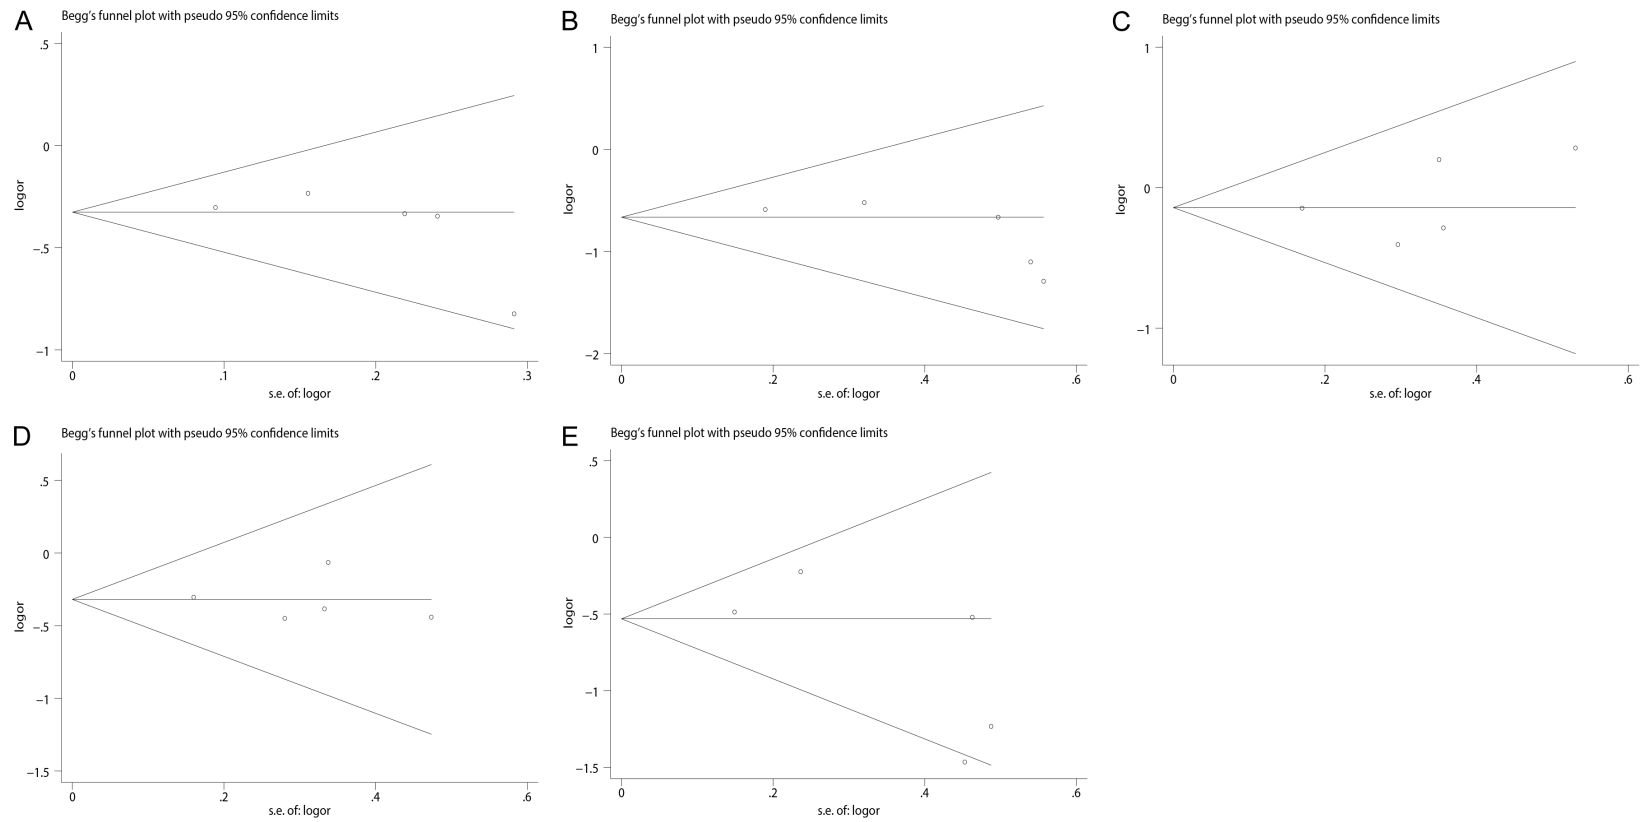 A
Begg’s funnel plot with pseudo 95% confidence limits
.5
0
−.5
−1
logor
0
.1
.2
.3
s.e. of: logor
B
Begg’s funnel plot with pseudo 95% confidence limits
1
0
−1
−2
logor
0
.2
.4
.6
s.e. of: logor
C
Begg’s funnel plot with pseudo 95% confidence limits
1
0
−1
logor
0
.2
.4
.6
s.e. of: logor
D
Begg’s funnel plot with pseudo 95% confidence limits
.5
0
−.5
−1
−1.5
logor
0
.2
.4
.6
s.e. of: logor
E
Begg’s funnel plot with pseudo 95% confidence limits
.5
0
−.5
−1
−1.5
logor
0
.2
.4
.6
s.e. of: logor